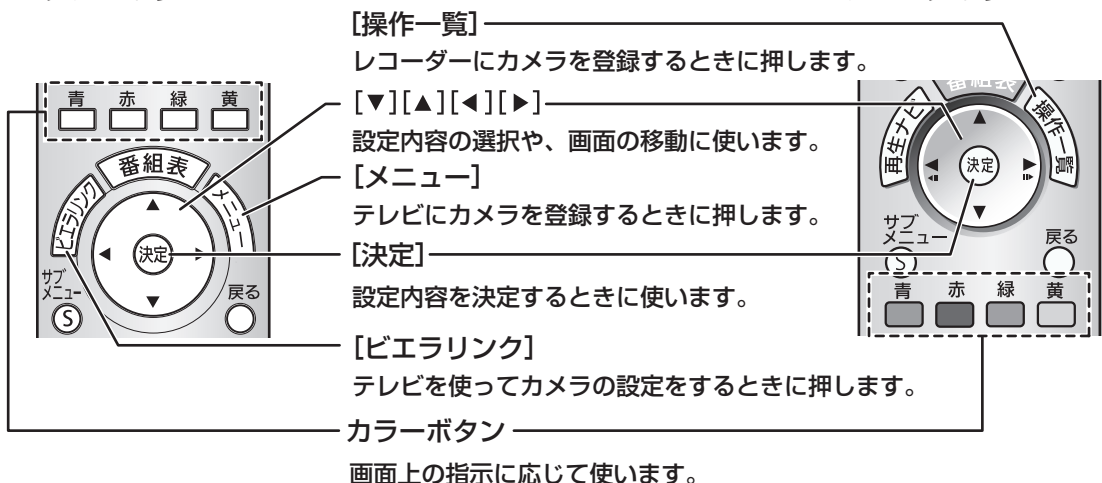 [操作一覧]
レコーダーにカメラを登録するときに押します。
[▼][▲][◀][▶]
設定内容の選択や、画面の移動に使います。
[メニュー]
テレビにカメラを登録するときに押します。
[決定]
設定内容を決定するときに使います。
[ビエラリンク]
テレビを使ってカメラの設定をするときに押します。
カラーボタン
画面上の指示に応じて使います。
青 赤 緑 黄
番組表
ビエラリンク
メニュー
決定
サブ
メニュー
戻る
S
番組表
再生ナビ
操作一覧
決定
サブ
メニュー
戻る
S
青 赤 緑 黄